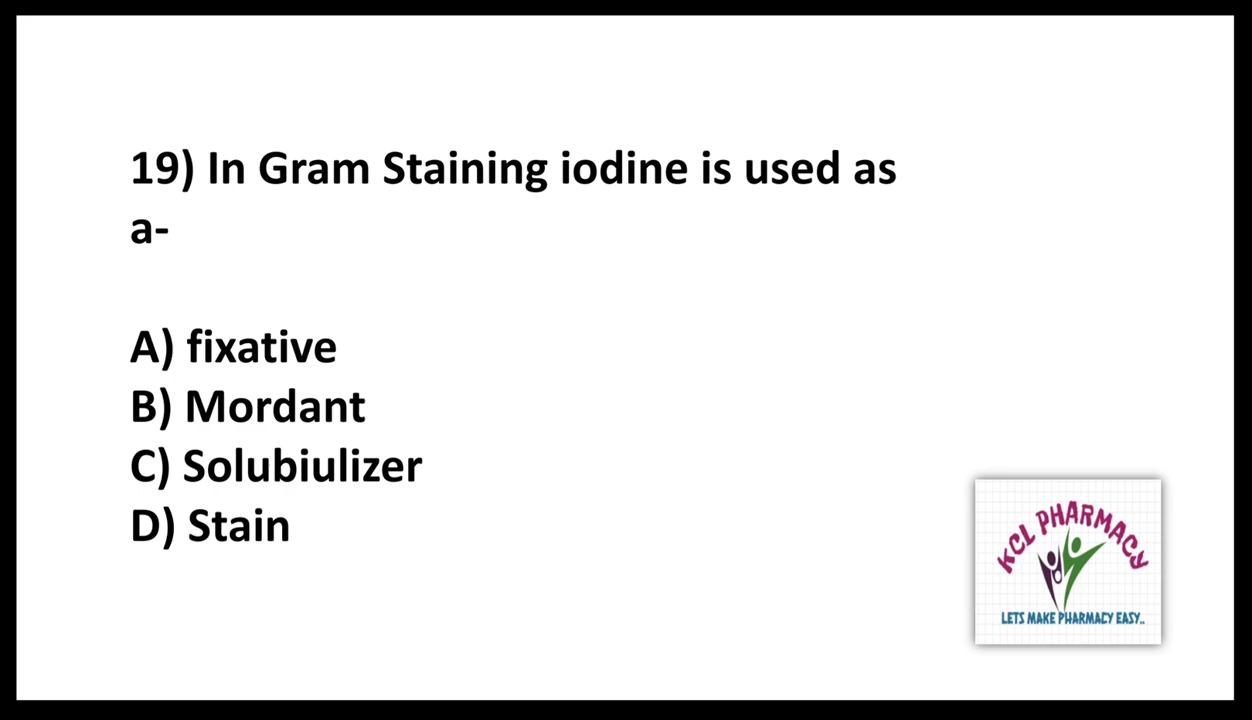 19) In Gram Staining iodine is used as
a-
A) fixative
B) Mordant
C) Solubiulizer
D) Stain
KCL PHARMACY
LETS MAKE PHARMACY EASY..